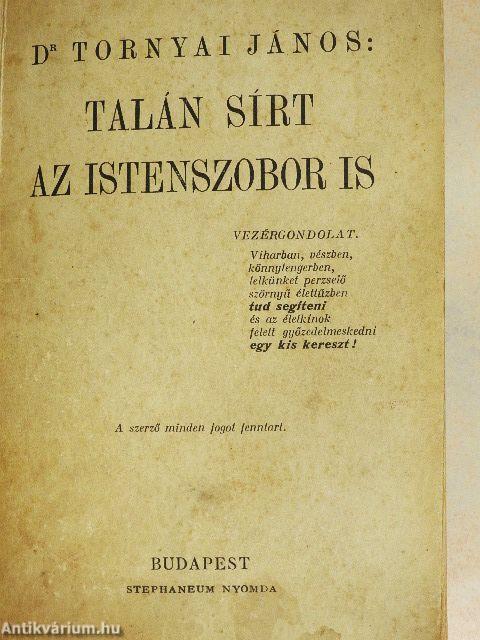 Dʀ TORNYAI JÁNOS:
TALÁN SÍRT
AZ ISTENSZOBOR IS
VEZÉRGONDOLAT.
Viharban, vészben,
könnytengerben,
lelkünket perzselő
szörnyű élettűzben
tud segíteni
és az életkínok
felett győzedelmeskedni
egy kis kereszt!
A szerző minden jogot fenntart.
BUDAPEST
STEPHANEUM NYOMDA
Antikvárium.hu